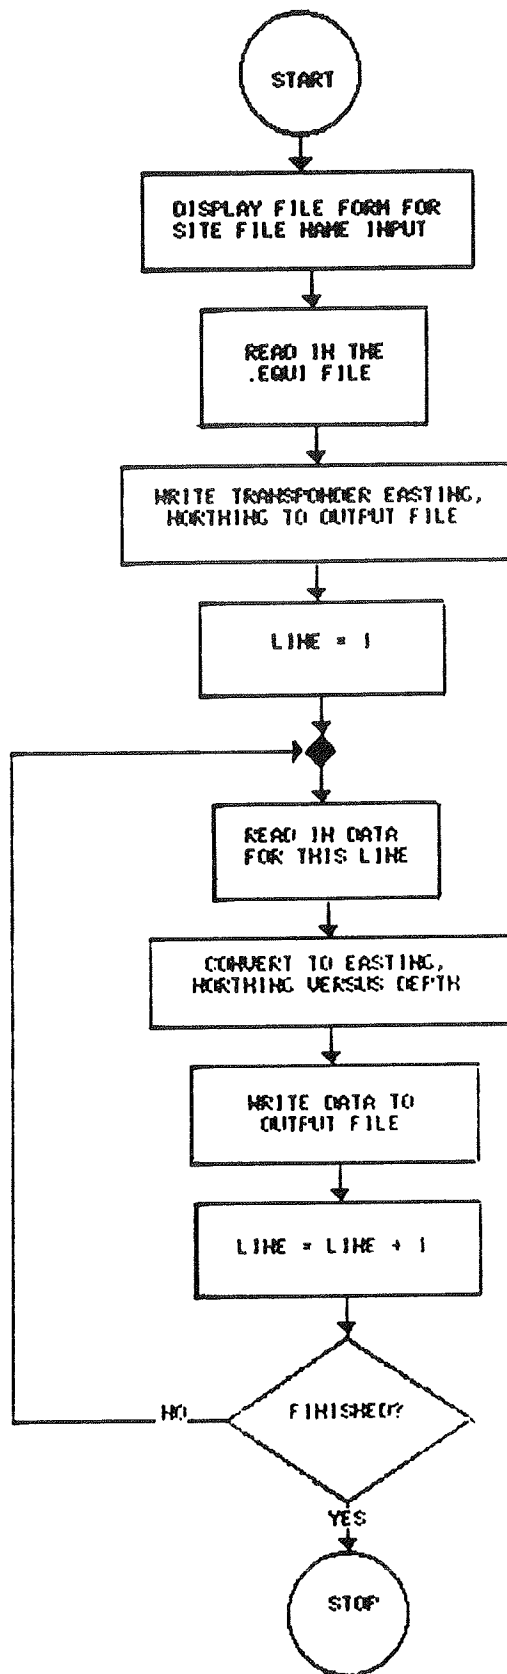 START
DISPLAY FILE FORM FOR
SITE FILE NAME INPUT
READ IN THE
.EQUI FILE
WRITE TRANSPONDER EASTING,
NORTHING TO OUTPUT FILE
LINE = 1
READ IN DATA
FOR THIS LINE
CONVERT TO EASTING,
NORTHING VERSUS DEPTH
WRITE DATA TO
OUTPUT FILE
LINE = LINE + 1
FINISHED?
NO
YES
STOP